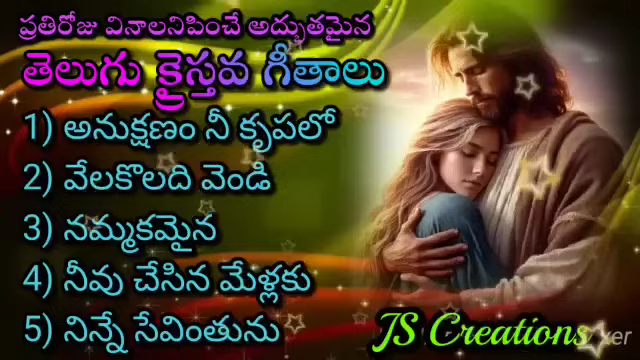 ప్రతిరోజు వినాలనిపించే అద్భుతమైన
తెలుగు క్రైస్తవ గీతాలు
1) అనుక్షణం నీ కృపలో
2) వేలకొలది వెండి
3) నమ్మకమైన
4) నీవు చేసిన మేళ్లకు
5) నిన్నే సేవింతును
JS Creations